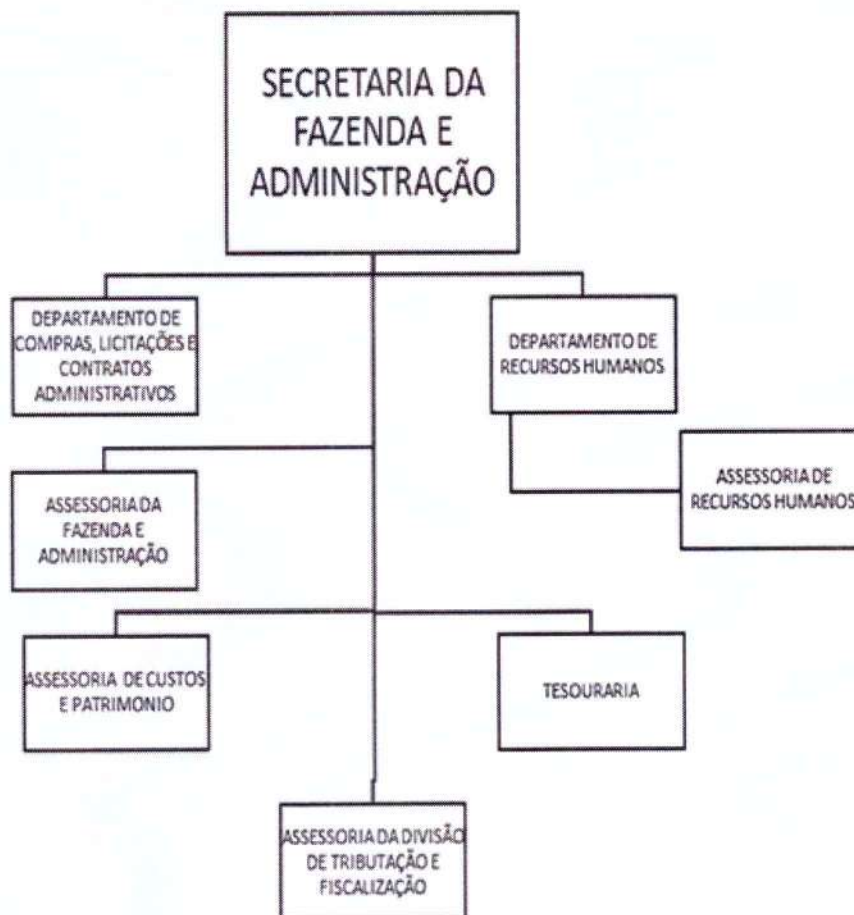 SECRETARIA DA
FAZENDA E
ADMINISTRAÇÃO
DEPARTAMENTO DE
COMPRAS, LICITAÇÕES E
CONTRATOS
ADMINISTRATIVOS
DEPARTAMENTO DE
RECURSOS HUMANOS
ASSESSORIA DE
RECURSOS HUMANOS
ASSESSORIA DA
FAZENDA E
ADMINISTRAÇÃO
ASSESSORIA DE CUSTOS
E PATRIMONIO
TESOURARIA
ASSESSORIA DA DIVISÃO
DE TRIBUTAÇÃO E
FISCALIZAÇÃO